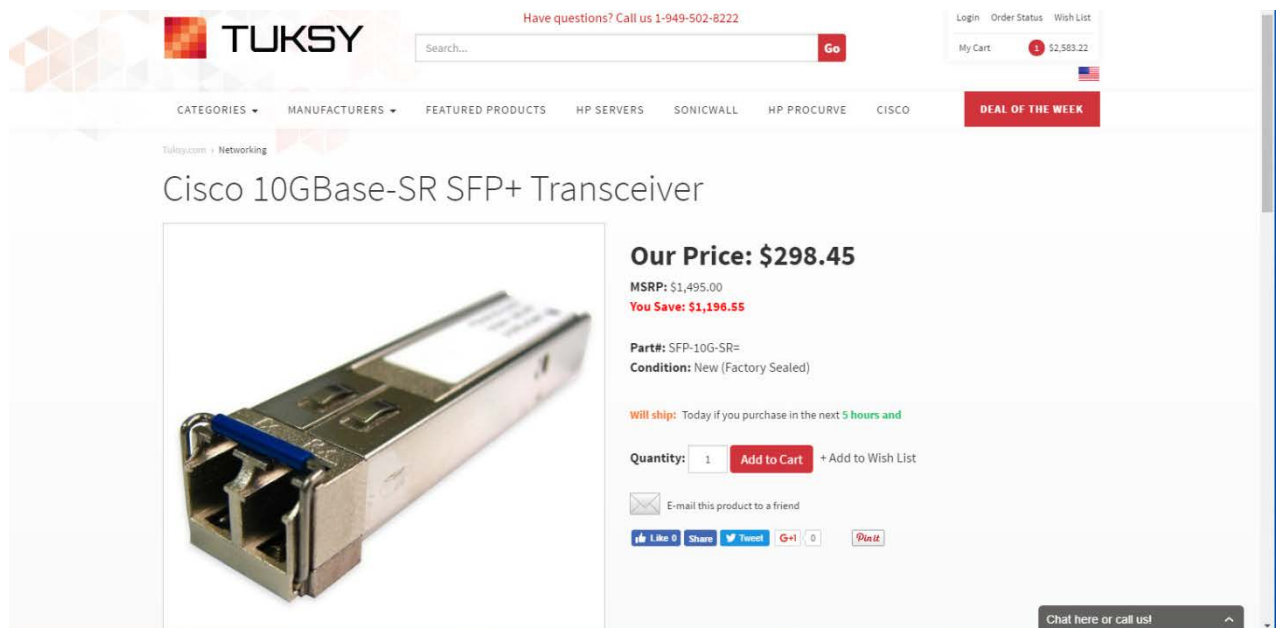 Have questions? Call us 1-949-502-8222
Login Order Status Wish List
TUKSY
Search...
Go
My Cart 1 $2,583.22
CATEGORIES MANUFACTURERS FEATURED PRODUCTS HP SERVERS SONICWALL HP PROCURVE CISCO DEAL OF THE WEEK
Tuksy.com › Networking
Cisco 10GBase-SR SFP+ Transceiver
Our Price: $298.45
MSRP: $1,495.00
You Save: $1,196.55
Part#: SFP-10G-SR=
Condition: New (Factory Sealed)
Will ship: Today if you purchase in the next 5 hours and
Quantity: 1 Add to Cart + Add to Wish List
E-mail this product to a friend
Like 0 Share Tweet G+1 0 Pin it
Chat here or call us!